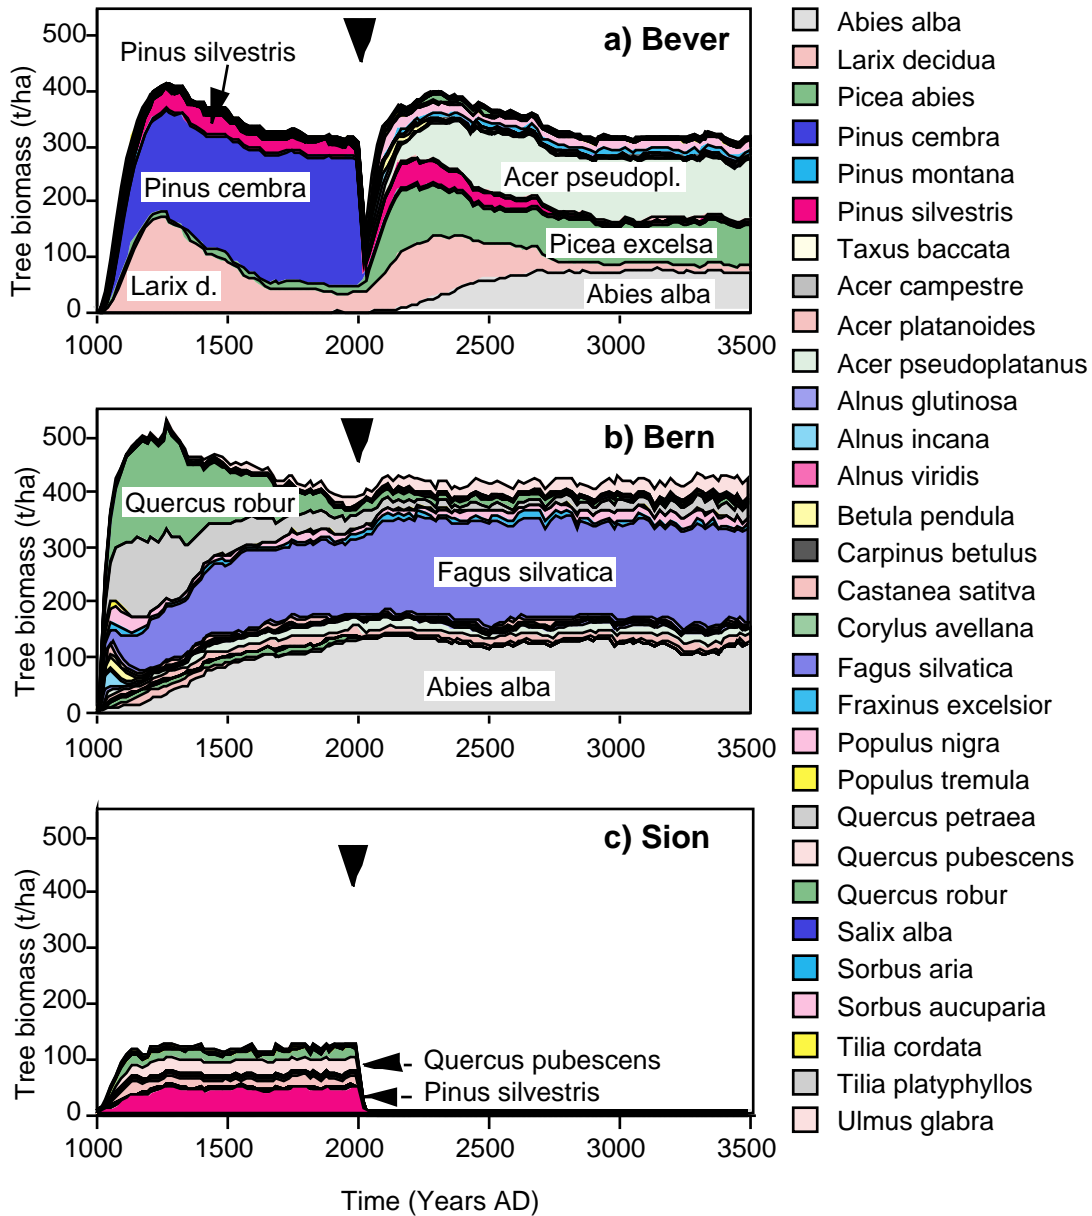 a) Bever
Pinus silvestris
Pinus cembra
Larix d.
Acer pseudopl.
Picea excelsa
Abies alba
Tree biomass (t/ha)
500
400
300
200
100
0
1000 1500 2000 2500 3000 3500
b) Bern
Quercus robur
Fagus silvatica
Abies alba
Tree biomass (t/ha)
500
400
300
200
100
0
1000 1500 2000 2500 3000 3500
c) Sion
Quercus pubescens
Pinus silvestris
Tree biomass (t/ha)
500
400
300
200
100
0
1000 1500 2000 2500 3000 3500
Time (Years AD)
Abies alba
Larix decidua
Picea abies
Pinus cembra
Pinus montana
Pinus silvestris
Taxus baccata
Acer campestre
Acer platanoides
Acer pseudoplatanus
Alnus glutinosa
Alnus incana
Alnus viridis
Betula pendula
Carpinus betulus
Castanea satitva
Corylus avellana
Fagus silvatica
Fraxinus excelsior
Populus nigra
Populus tremula
Quercus petraea
Quercus pubescens
Quercus robur
Salix alba
Sorbus aria
Sorbus aucuparia
Tilia cordata
Tilia platyphyllos
Ulmus glabra